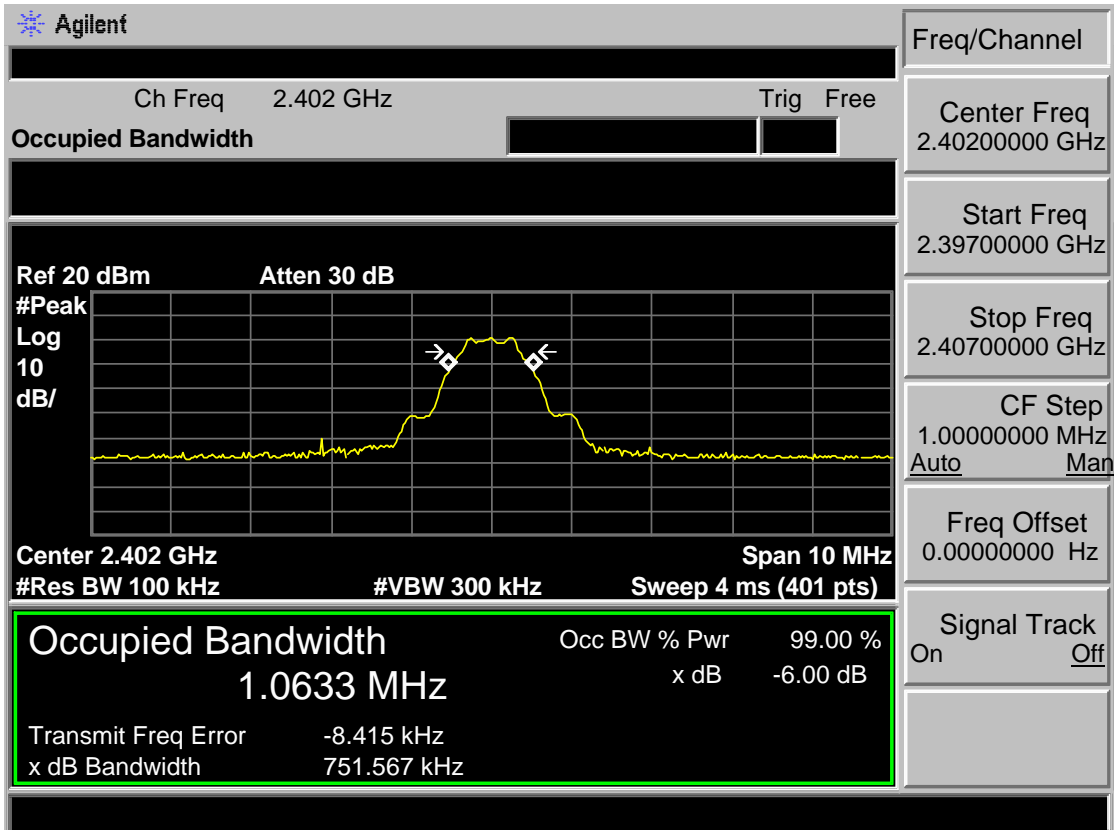 Agilent
Freq/Channel
Ch Freq 2.402 GHz Trig Free
Occupied Bandwidth
Center Freq
2.40200000 GHz
Start Freq
2.39700000 GHz
Stop Freq
2.40700000 GHz
CF Step
1.00000000 MHz
Auto Man
Freq Offset
0.00000000 Hz
Signal Track
On Off
Ref 20 dBm Atten 30 dB
#Peak
Log
10
dB/
Center 2.402 GHz Span 10 MHz
#Res BW 100 kHz #VBW 300 kHz Sweep 4 ms (401 pts)
Occupied Bandwidth
1.0633 MHz
Occ BW % Pwr 99.00 %
x dB -6.00 dB
Transmit Freq Error -8.415 kHz
x dB Bandwidth 751.567 kHz